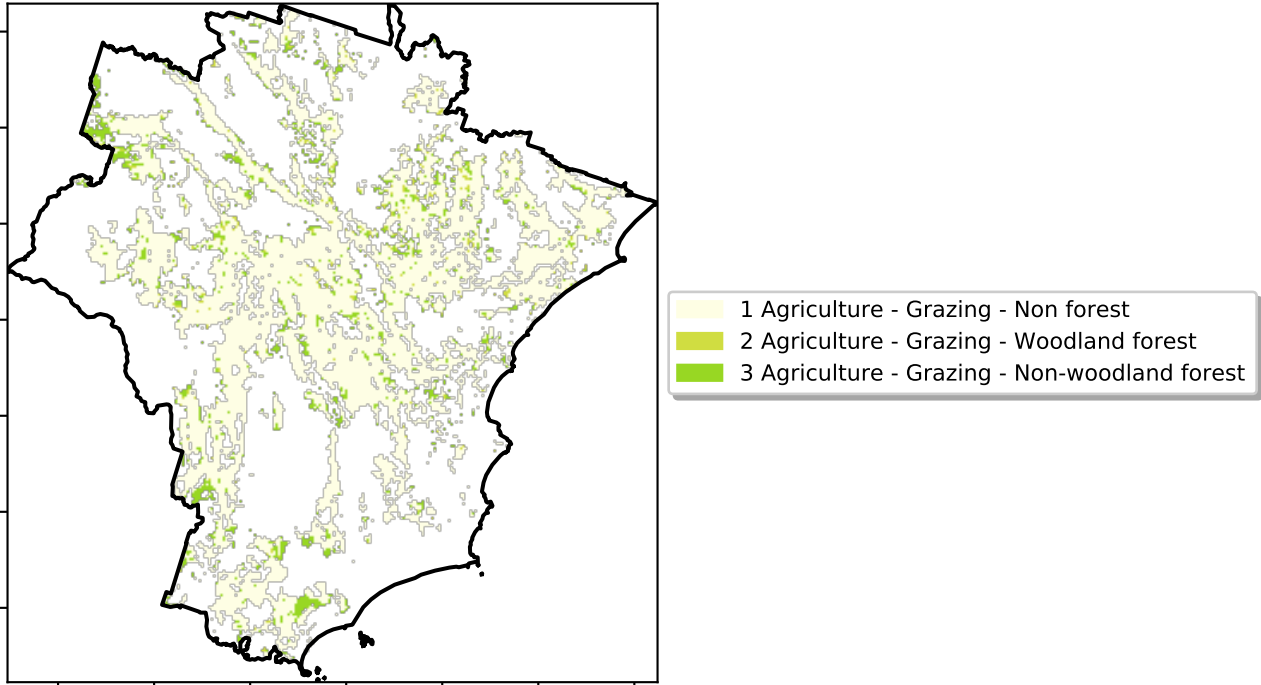 1 Agriculture - Grazing - Non forest
2 Agriculture - Grazing - Woodland forest
3 Agriculture - Grazing - Non-woodland forest